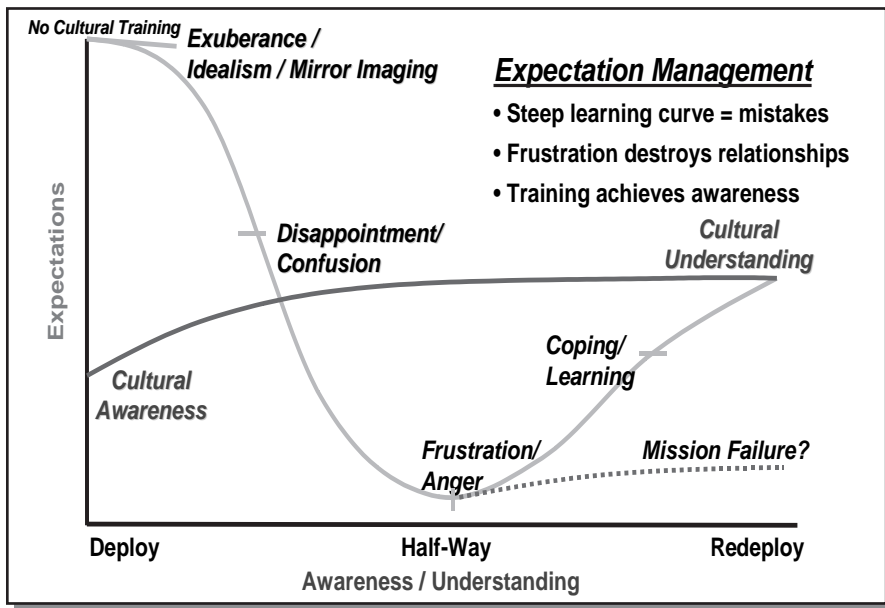 No Cultural Training
Exuberance /
Idealism / Mirror Imaging
Expectation Management
• Steep learning curve = mistakes
• Frustration destroys relationships
• Training achieves awareness
Expectations
Disappointment/
Confusion
Cultural
Understanding
Cultural
Awareness
Coping/
Learning
Frustration/
Anger
Mission Failure?
Deploy
Half-Way
Redeploy
Awareness / Understanding